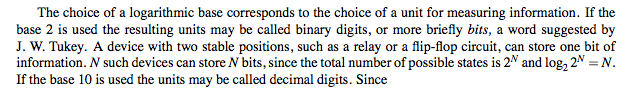 The choice of a logarithmic base corresponds to the choice of a unit for measuring information. If the
base 2 is used the resulting units may be called binary digits, or more briefly bits, a word suggested by
J. W. Tukey. A device with two stable positions, such as a relay or a flip-flop circuit, can store one bit of
information. N such devices can store N bits, since the total number of possible states is 2^N and log₂ 2^N = N.
If the base 10 is used the units may be called decimal digits. Since